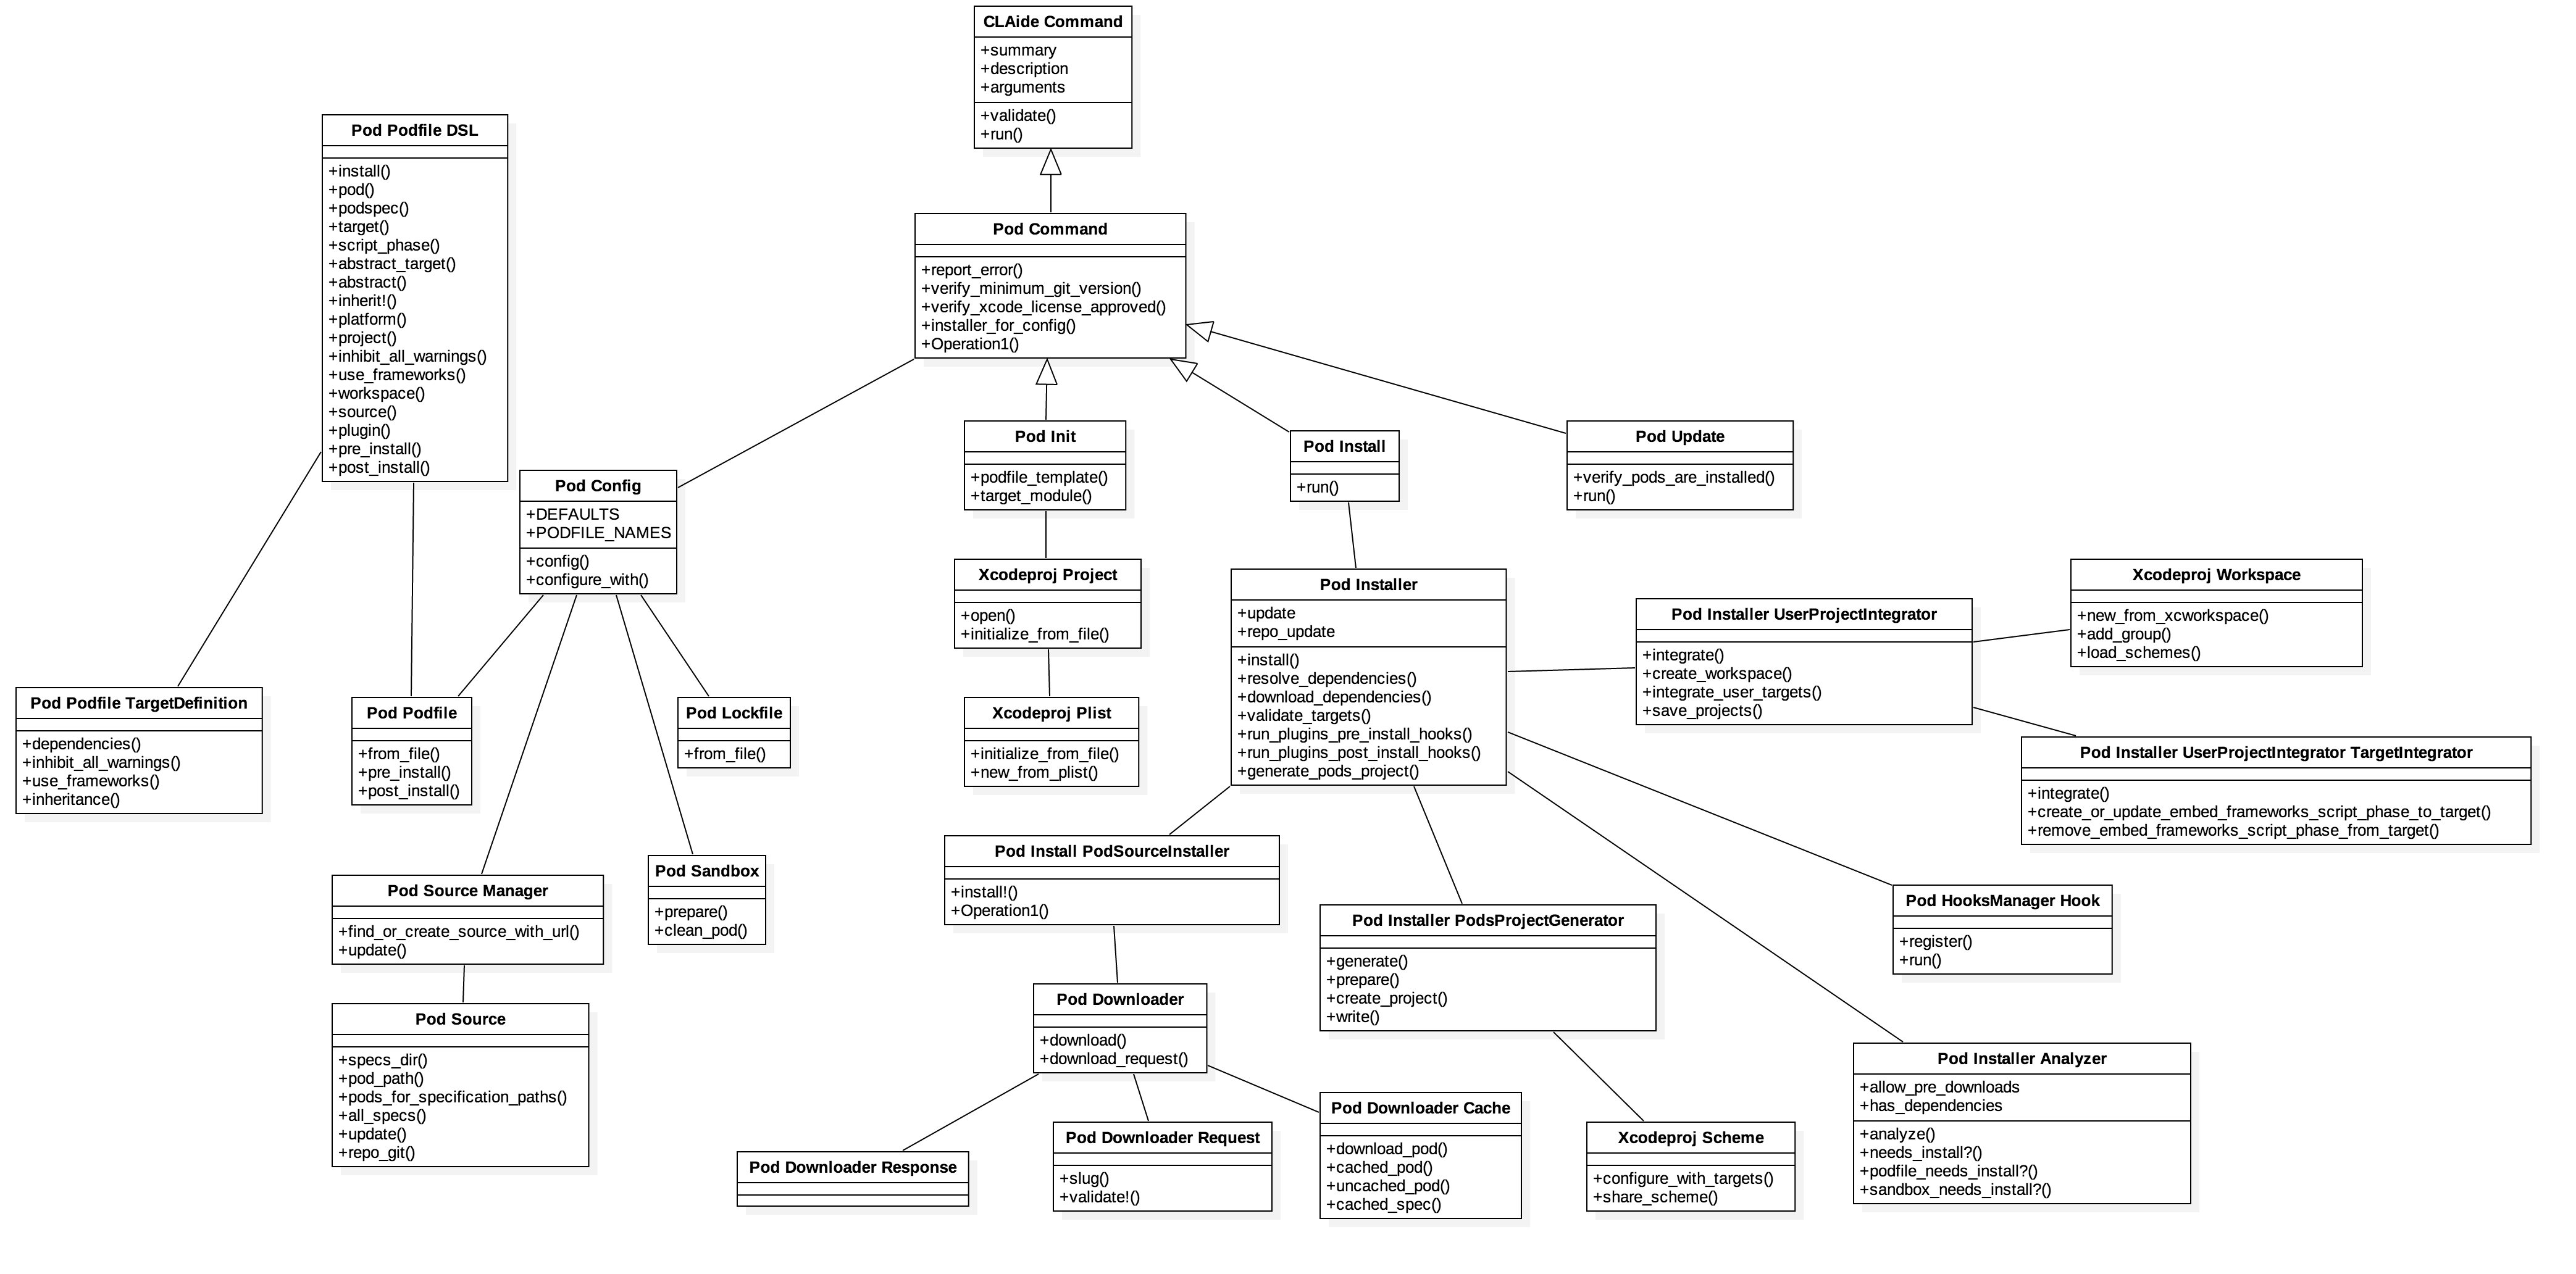 CLAide Command
+summary
+description
+arguments
+validate()
+run()
Pod Podfile DSL
+install()
+pod()
+podspec()
+target()
+script_phase()
+abstract_target()
+abstract()
+inherit!()
+platform()
+project()
+inhibit_all_warnings()
+use_frameworks()
+workspace()
+source()
+plugin()
+pre_install()
+post_install()
Pod Command
+report_error()
+verify_minimum_git_version()
+verify_xcode_license_approved()
+installer_for_config()
+Operation1()
Pod Config
+DEFAULTS
+PODFILE_NAMES
+config()
+configure_with()
Pod Init
+podfile_template()
+target_module()
Pod Install
+run()
Pod Update
+verify_pods_are_installed()
+run()
Xcodeproj Project
+open()
+initialize_from_file()
Pod Installer
+update
+repo_update
+install()
+resolve_dependencies()
+download_dependencies()
+validate_targets()
+run_plugins_pre_install_hooks()
+run_plugins_post_install_hooks()
+generate_pods_project()
Pod Installer UserProjectIntegrator
+integrate()
+create_workspace()
+integrate_user_targets()
+save_projects()
Xcodeproj Workspace
+new_from_xcworkspace()
+add_group()
+load_schemes()
Pod Podfile TargetDefinition
+dependencies()
+inhibit_all_warnings()
+use_frameworks()
+inheritance()
Pod Podfile
+from_file()
+pre_install()
+post_install()
Pod Lockfile
+from_file()
Xcodeproj Plist
+initialize_from_file()
+new_from_plist()
Pod Installer UserProjectIntegrator TargetIntegrator
+integrate()
+create_or_update_embed_frameworks_script_phase_to_target()
+remove_embed_frameworks_script_phase_from_target()
Pod Source Manager
+find_or_create_source_with_url()
+update()
Pod Sandbox
+prepare()
+clean_pod()
Pod Install PodSourceInstaller
+install!()
+Operation1()
Pod Installer PodsProjectGenerator
+generate()
+prepare()
+create_project()
+write()
Pod HooksManager Hook
+register()
+run()
Pod Source
+specs_dir()
+pod_path()
+pods_for_specification_paths()
+all_specs()
+update()
+repo_git()
Pod Downloader
+download()
+download_request()
Pod Downloader Response
Pod Downloader Request
+slug()
+validate!()
Pod Downloader Cache
+download_pod()
+cached_pod()
+uncached_pod()
+cached_spec()
Xcodeproj Scheme
+configure_with_targets()
+share_scheme()
Pod Installer Analyzer
+allow_pre_downloads
+has_dependencies
+analyze()
+needs_install?()
+podfile_needs_install?()
+sandbox_needs_install?()